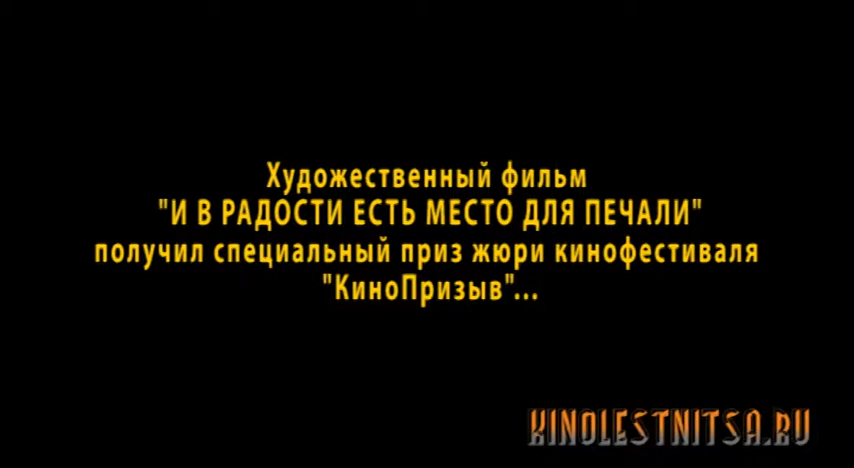 Художественный фильм
"И В РАДОСТИ ЕСТЬ МЕСТО ДЛЯ ПЕЧАЛИ"
получил специальный приз жюри кинофестиваля
"КиноПризыв"...
KINOLESTNITSA.RU